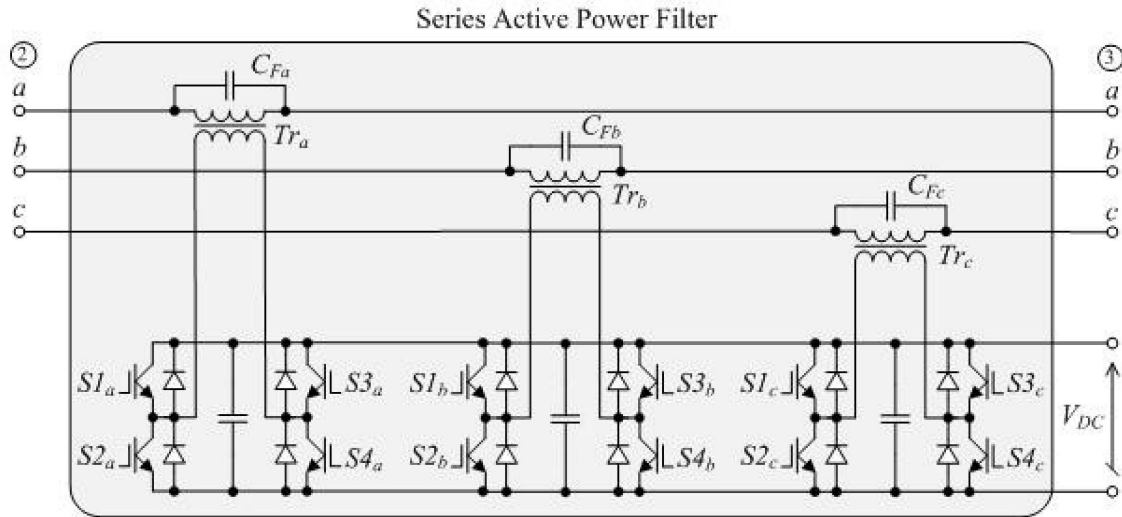 Series Active Power Filter
2
3
C_Fa
a
a
Tr_a
C_Fb
b
b
Tr_b
C_Fc
c
c
Tr_c
S1_a
S3_a
S1_b
S3_b
S1_c
S3_c
V_DC
S2_a
S4_a
S2_b
S4_b
S2_c
S4_c